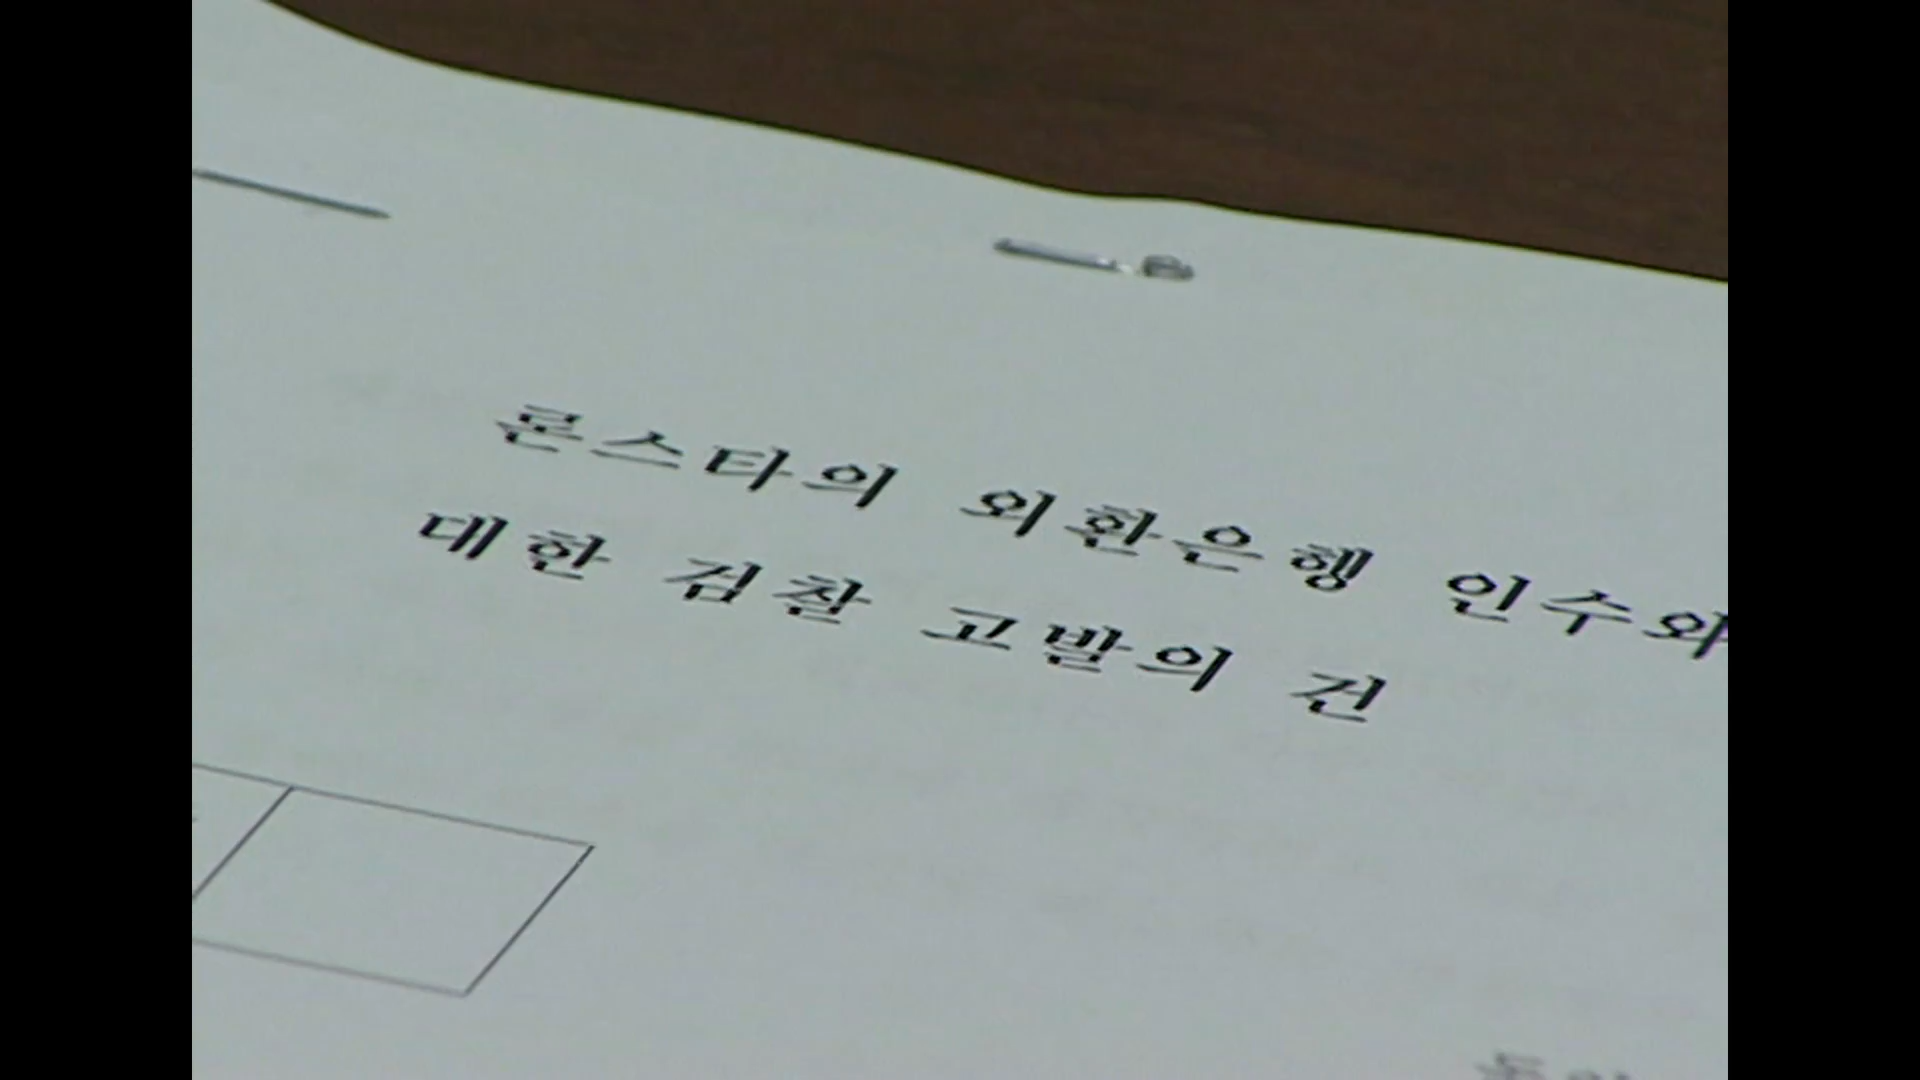 론스타의 외환은행 인수와
대한 검찰 고발의 건